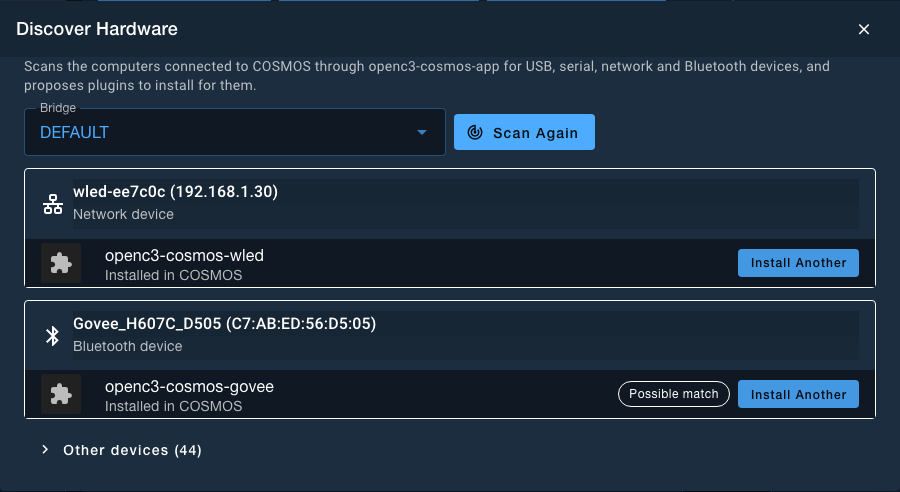 Discover Hardware
Scans the computers connected to COSMOS through openc3-cosmos-app for USB, serial, network and Bluetooth devices, and
proposes plugins to install for them.
Bridge
DEFAULT
Scan Again
wled-ee7c0c (192.168.1.30)
Network device
openc3-cosmos-wled
Installed in COSMOS
Install Another
Govee_H607C_D505 (C7:AB:ED:56:D5:05)
Bluetooth device
openc3-cosmos-govee
Installed in COSMOS
Possible match
Install Another
Other devices (44)